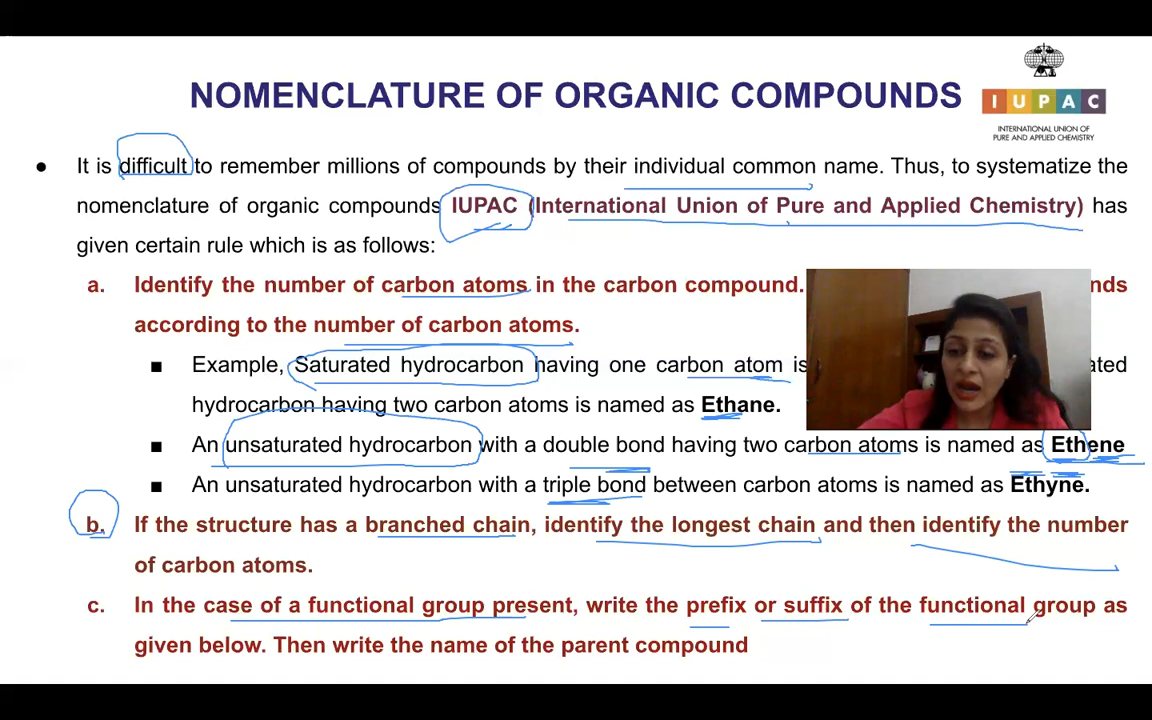 NOMENCLATURE OF ORGANIC COMPOUNDS
I U P A C
INTERNATIONAL UNION OF
PURE AND APPLIED CHEMISTRY
● It is difficult to remember millions of compounds by their individual common name. Thus, to systematize the
nomenclature of organic compounds IUPAC (International Union of Pure and Applied Chemistry) has
given certain rule which is as follows:
a. Identify the number of carbon atoms in the carbon compound.
according to the number of carbon atoms.
■ Example, Saturated hydrocarbon having one carbon atom is
hydrocarbon having two carbon atoms is named as Ethane.
■ An unsaturated hydrocarbon with a double bond having two carbon atoms is named as Ethene
■ An unsaturated hydrocarbon with a triple bond between carbon atoms is named as Ethyne.
b. If the structure has a branched chain, identify the longest chain and then identify the number
of carbon atoms.
c. In the case of a functional group present, write the prefix or suffix of the functional group as
given below. Then write the name of the parent compound